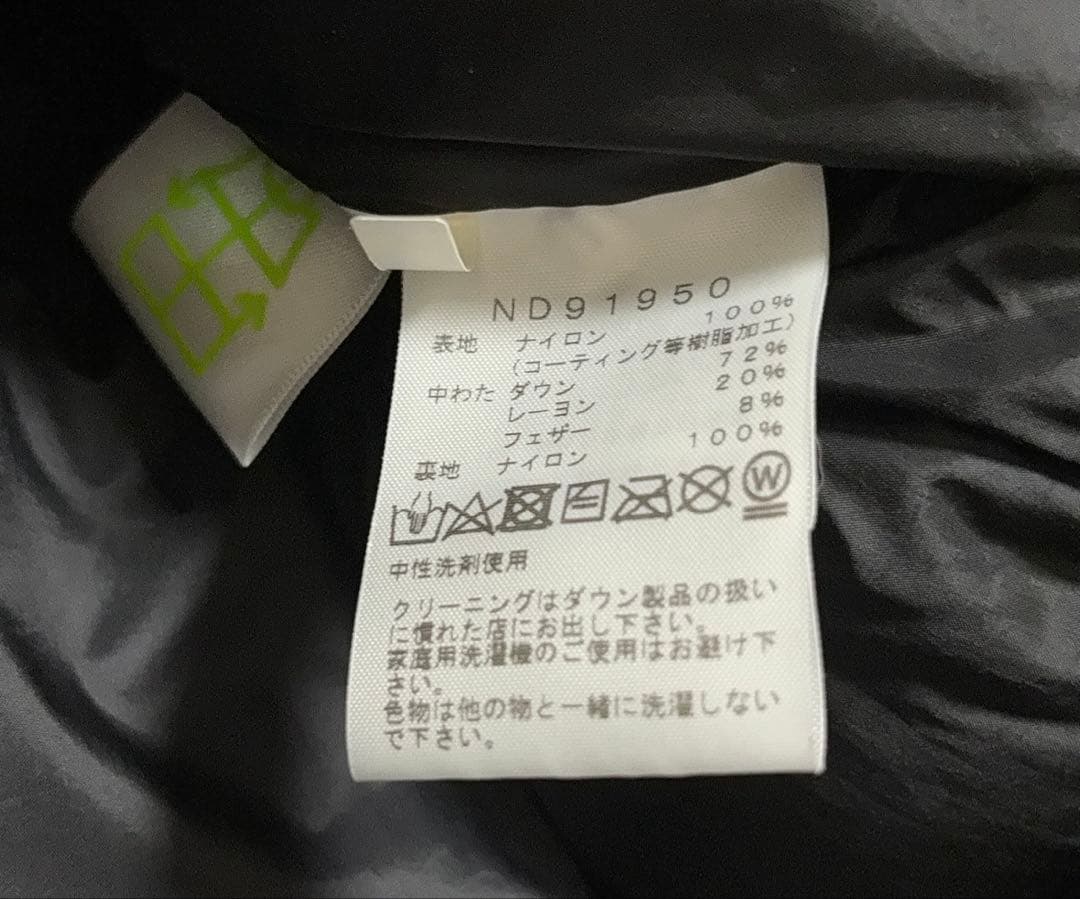 ND91950
表地 ナイロン 100%
(コーティング等樹脂加工)
中わた ダウン 72%
レーヨン 20%
フェザー 8%
裏地 ナイロン 100%
W
中性洗剤使用
クリーニングはダウン製品の扱い
に慣れた店にお出し下さい。
家庭用洗濯機のご使用はお避け下
さい。
色物は他の物と一緒に洗濯しない
で下さい。